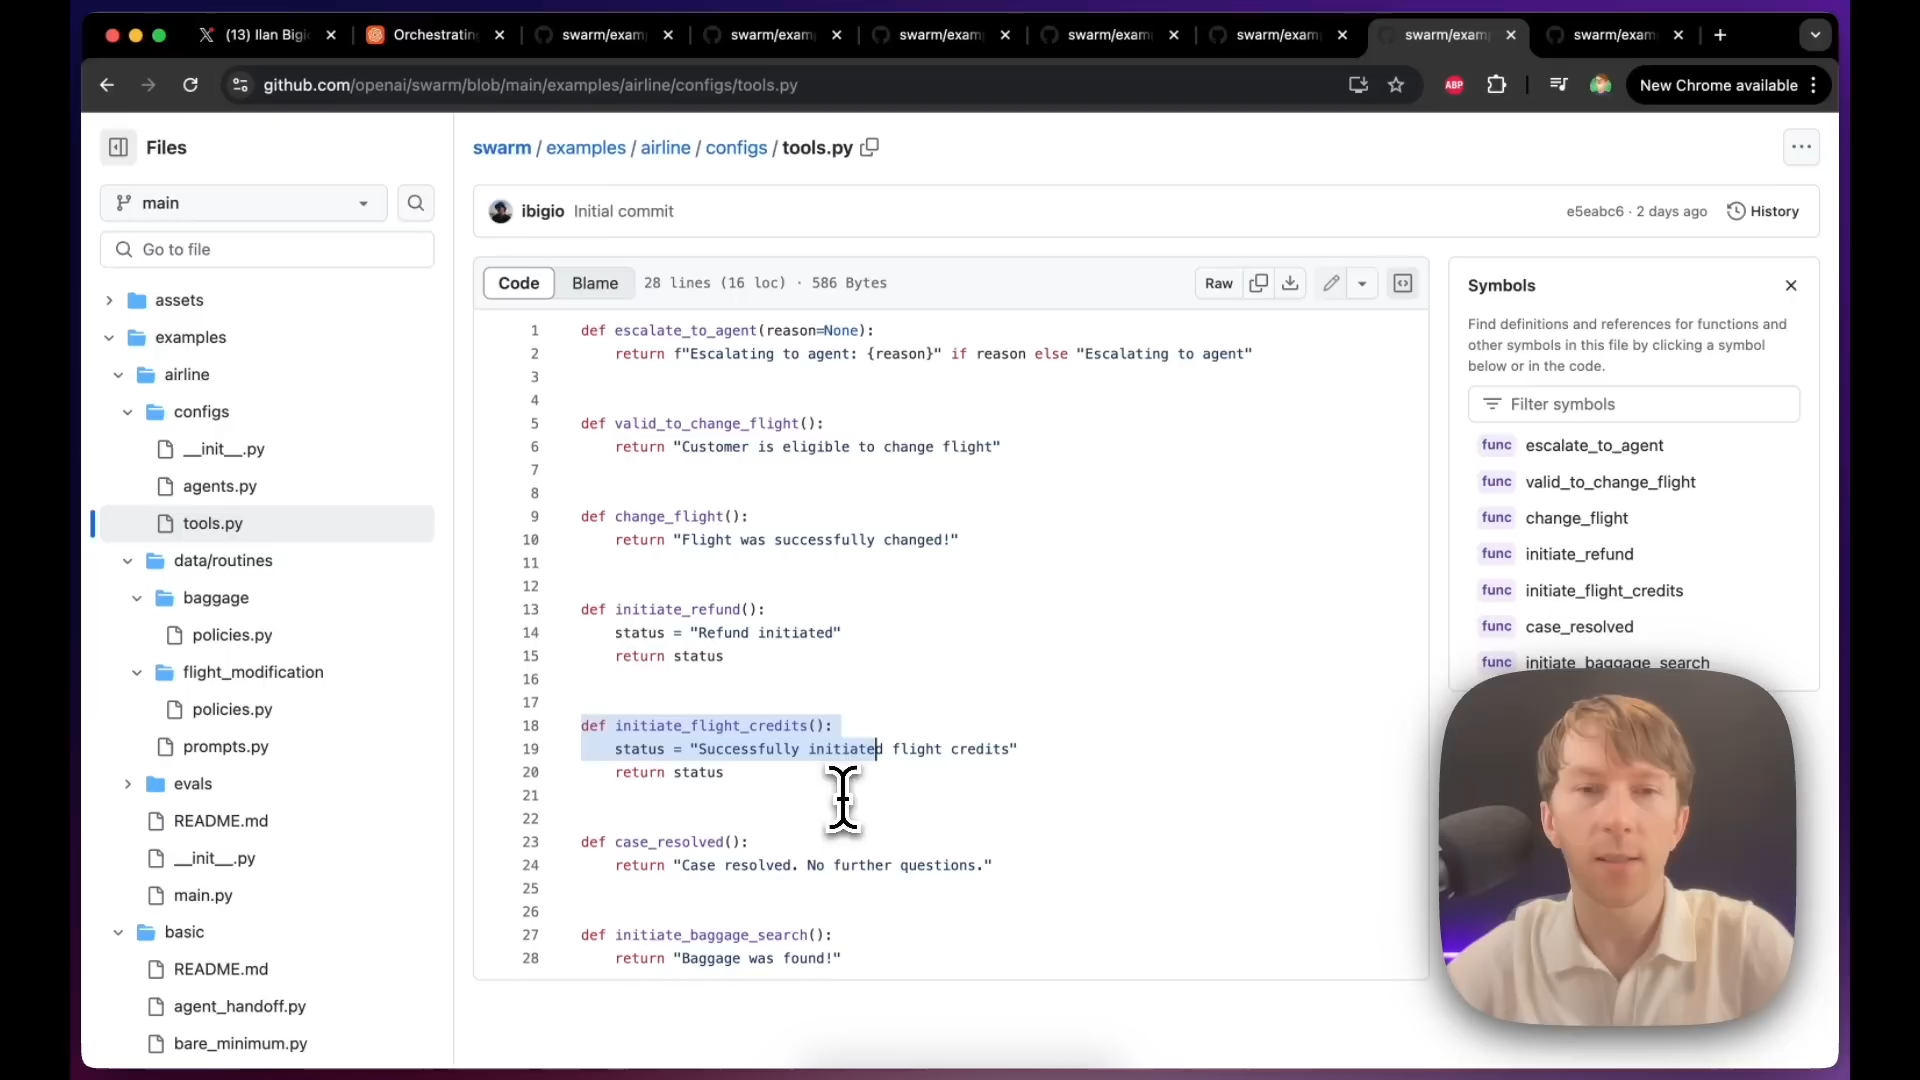 (13) Ilan Bigi
Orchestrating
swarm/exam
swarm/exam
swarm/exam
swarm/exam
swarm/exam
swarm/exam
swarm/exam
github.com/openai/swarm/blob/main/examples/airline/configs/tools.py
ABP
New Chrome available
Files
main
Go to file
assets
examples
airline
configs
__init__.py
agents.py
tools.py
data/routines
baggage
policies.py
flight_modification
policies.py
prompts.py
evals
README.md
__init__.py
main.py
basic
README.md
agent_handoff.py
bare_minimum.py
swarm / examples / airline / configs / tools.py
ibigio Initial commit
e5eabc6 · 2 days ago
History
Code
Blame
28 lines (16 loc) · 586 Bytes
Raw
1 def escalate_to_agent(reason=None):
2 return f"Escalating to agent: {reason}" if reason else "Escalating to agent"
3
4
5 def valid_to_change_flight():
6 return "Customer is eligible to change flight"
7
8
9 def change_flight():
10 return "Flight was successfully changed!"
11
12
13 def initiate_refund():
14 status = "Refund initiated"
15 return status
16
17
18 def initiate_flight_credits():
19 status = "Successfully initiated flight credits"
20 return status
21
22
23 def case_resolved():
24 return "Case resolved. No further questions."
25
26
27 def initiate_baggage_search():
28 return "Baggage was found!"
Symbols
Find definitions and references for functions and
other symbols in this file by clicking a symbol
below or in the code.
Filter symbols
func escalate_to_agent
func valid_to_change_flight
func change_flight
func initiate_refund
func initiate_flight_credits
func case_resolved
func initiate_baggage_search